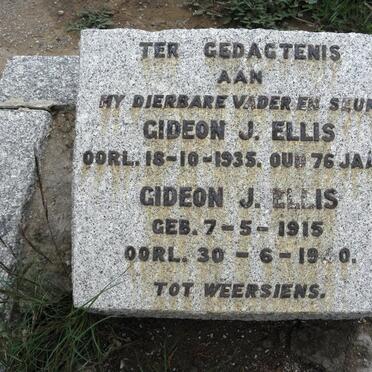 TER GEDAGTENIS
AAN
MY DIERBARE VADER EN
GIDEON J. ELLIS
OORL. 18-10-1935. OUD 76 JAA
GIDEON J. ELLIS
GEB. 7-5-1915
OORL. 30-6-
TOT WEERSIENS.